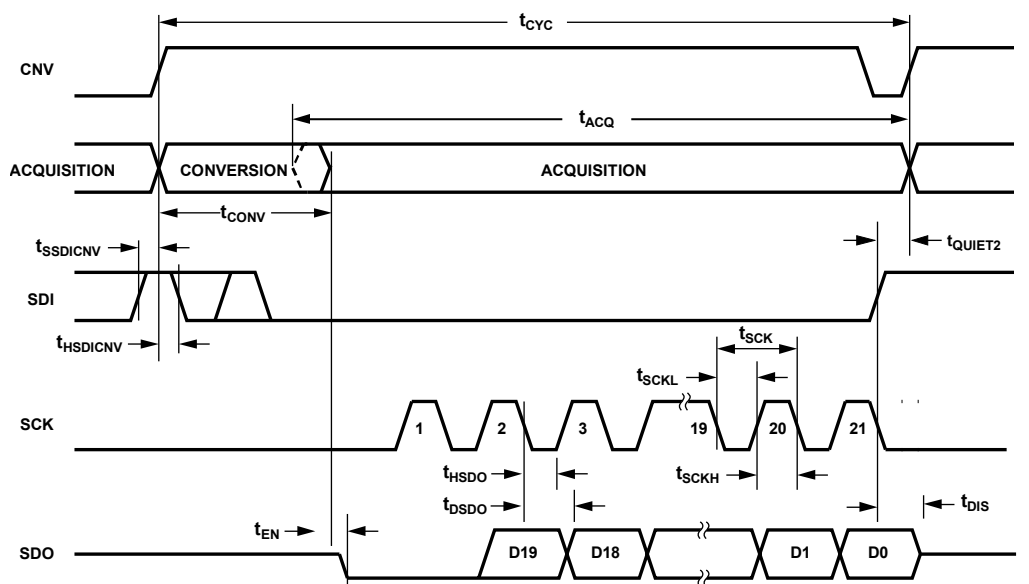 tCYC
CNV
tACQ
ACQUISITION CONVERSION ACQUISITION
tCONV
tSSDICNV
tQUIET2
SDI
tHSDICNV
tSCK
tSCKL
SCK 1 2 3 19 20 21
tHSDO tSCKH
tDSDO
tDIS
tEN
SDO D19 D18 D1 D0